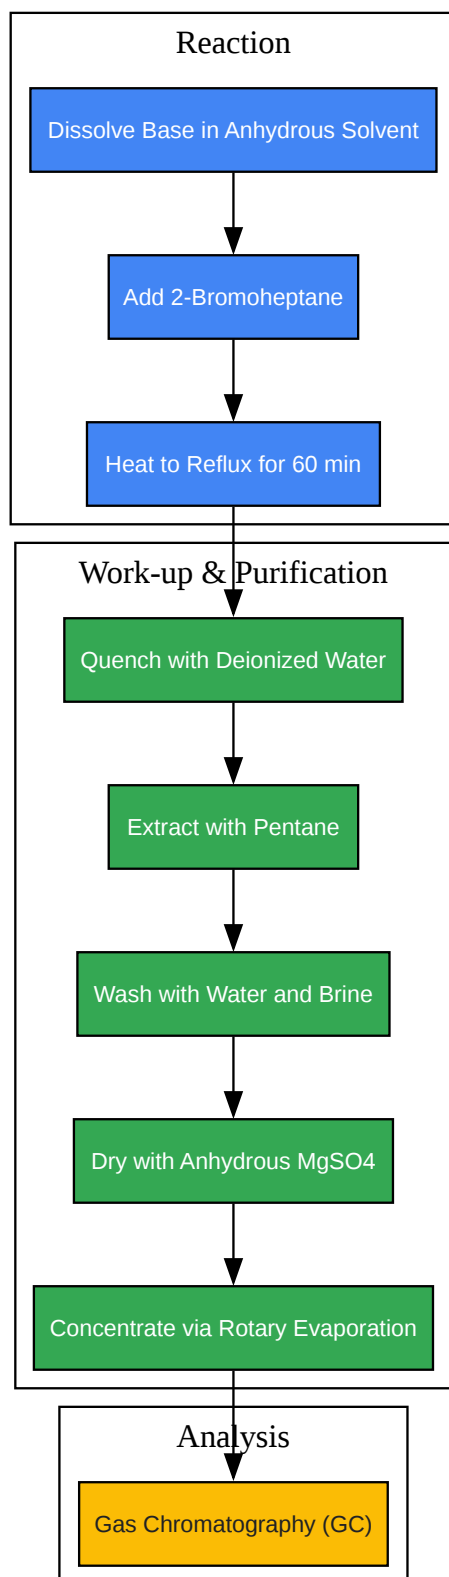 Reaction
Dissolve Base in Anhydrous Solvent
Add 2-Bromoheptane
Heat to Reflux for 60 min
Work-up & Purification
Quench with Deionized Water
Extract with Pentane
Wash with Water and Brine
Dry with Anhydrous MgSO4
Concentrate via Rotary Evaporation
Analysis
Gas Chromatography (GC)